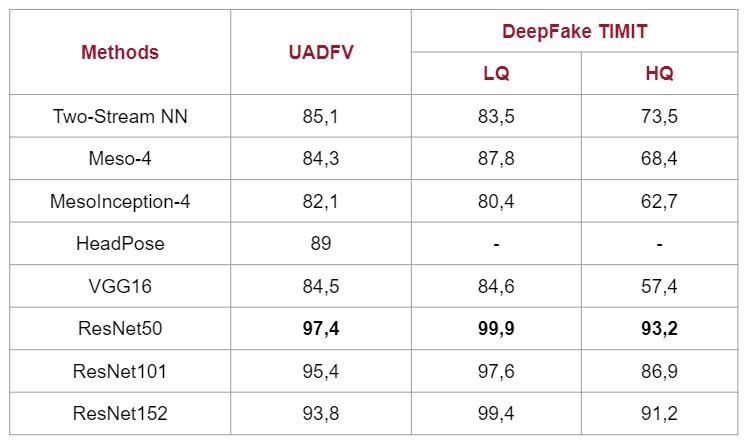 Methods UADFV DeepFake TIMIT
LQ HQ
Two-Stream NN 85,1 83,5 73,5
Meso-4 84,3 87,8 68,4
MesoInception-4 82,1 80,4 62,7
HeadPose 89 - -
VGG16 84,5 84,6 57,4
ResNet50 97,4 99,9 93,2
ResNet101 95,4 97,6 86,9
ResNet152 93,8 99,4 91,2